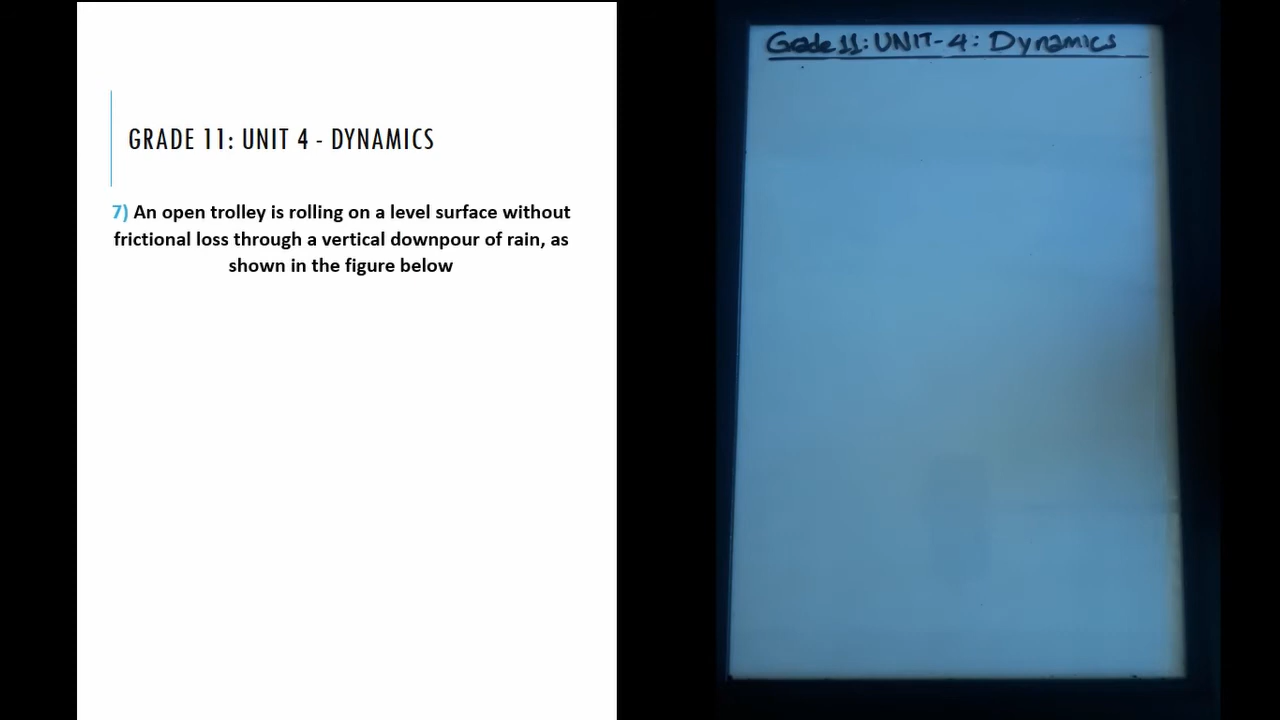 GRADE 11: UNIT 4 - DYNAMICS
7) An open trolley is rolling on a level surface without
frictional loss through a vertical downpour of rain, as
shown in the figure below
Grade 11: UNIT-4: Dynamics